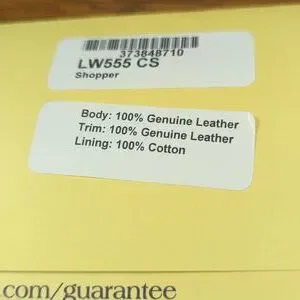 373848710
LW555 CS
Shopper
Body: 100% Genuine Leather
Trim: 100% Genuine Leather
Lining: 100% Cotton
.com/guarantee